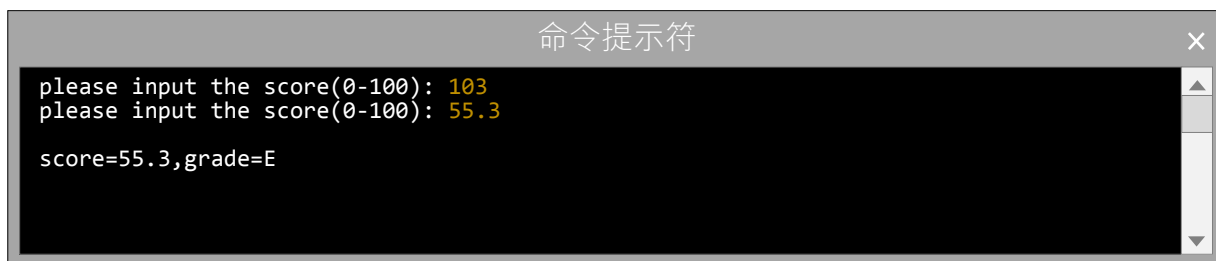 命令提示符
please input the score(0-100): 103
please input the score(0-100): 55.3
score=55.3,grade=E